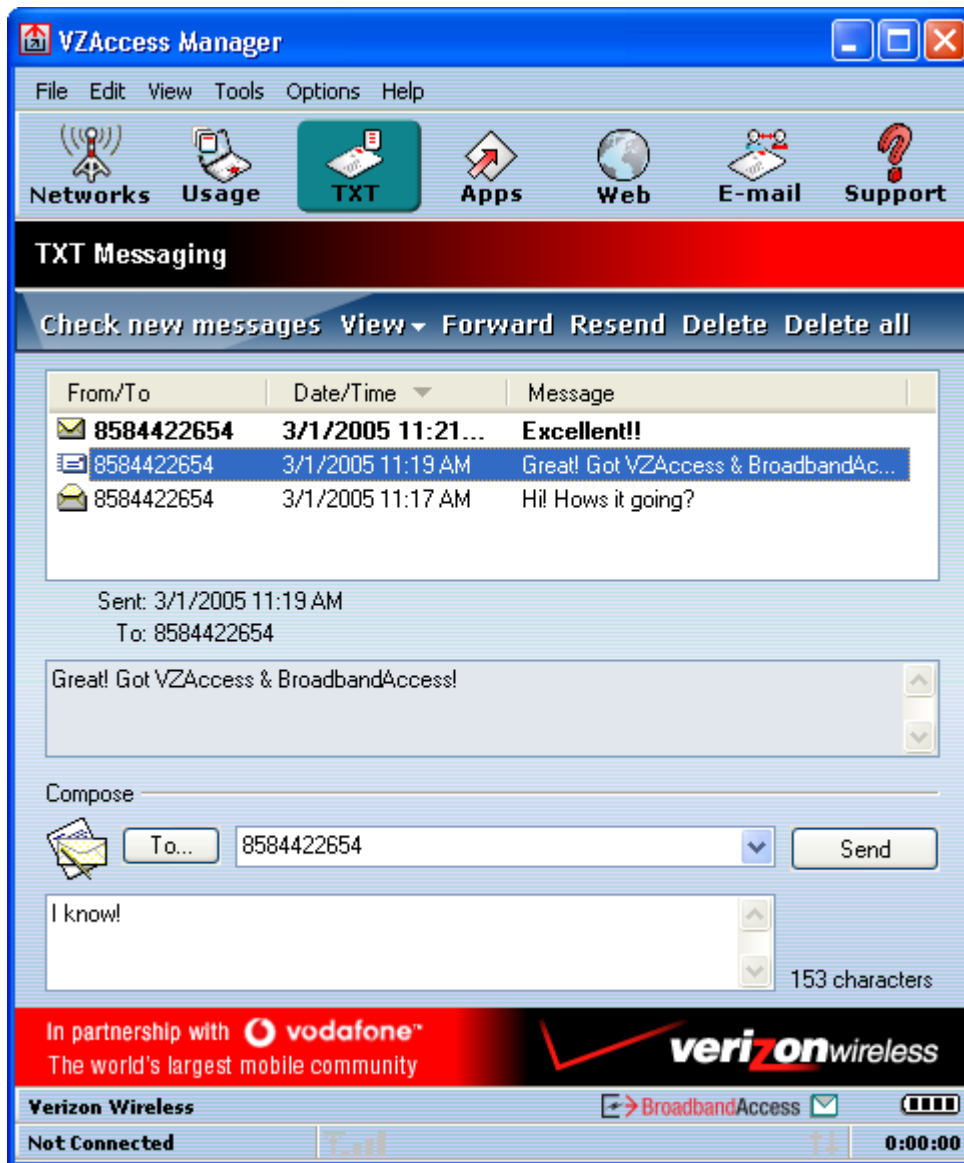 VZAccess Manager
File Edit View Tools Options Help
Networks Usage TXT Apps Web E-mail Support
TXT Messaging
Check new messages View Forward Resend Delete Delete all
From/To Date/Time Message
8584422654 3/1/2005 11:21... Excellent!!
8584422654 3/1/2005 11:19 AM Great! Got VZAccess & BroadbandAc...
8584422654 3/1/2005 11:17 AM Hi! Hows it going?
Sent: 3/1/2005 11:19 AM
To: 8584422654
Great! Got VZAccess & BroadbandAccess!
Compose
To... 8584422654 Send
I know!
153 characters
In partnership with vodafone™
The world's largest mobile community
verizonwireless
Verizon Wireless BroadbandAccess
Not Connected 0:00:00